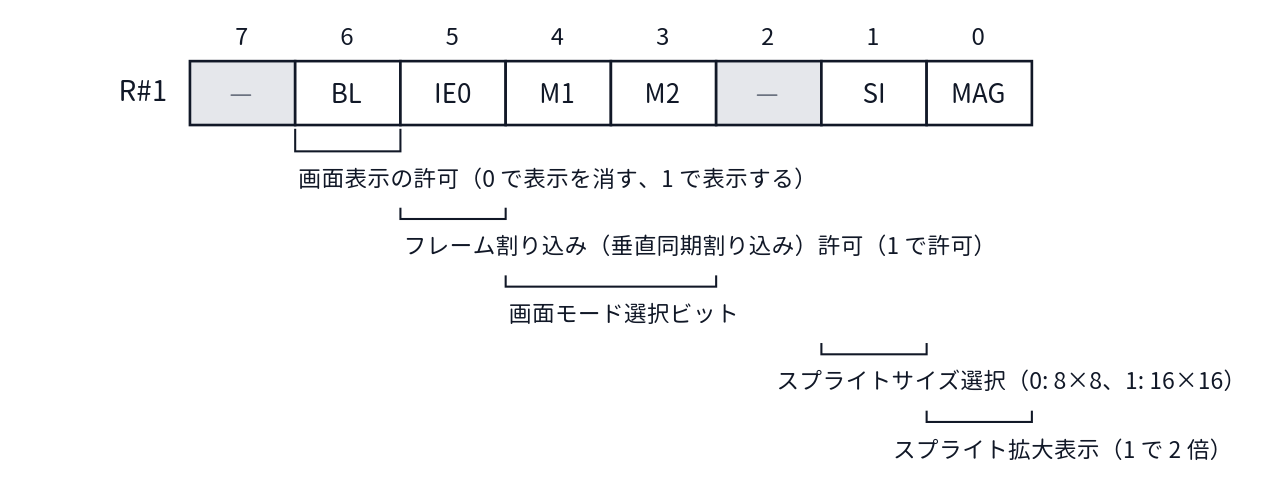 7 6 5 4 3 2 1 0
R#1 — BL IE0 M1 M2 — SI MAG
画面表示の許可（0 で表示を消す、1 で表示する）
フレーム割り込み（垂直同期割り込み）許可（1 で許可）
画面モード選択ビット
スプライトサイズ選択（0: 8×8、1: 16×16）
スプライト拡大表示（1 で 2 倍）